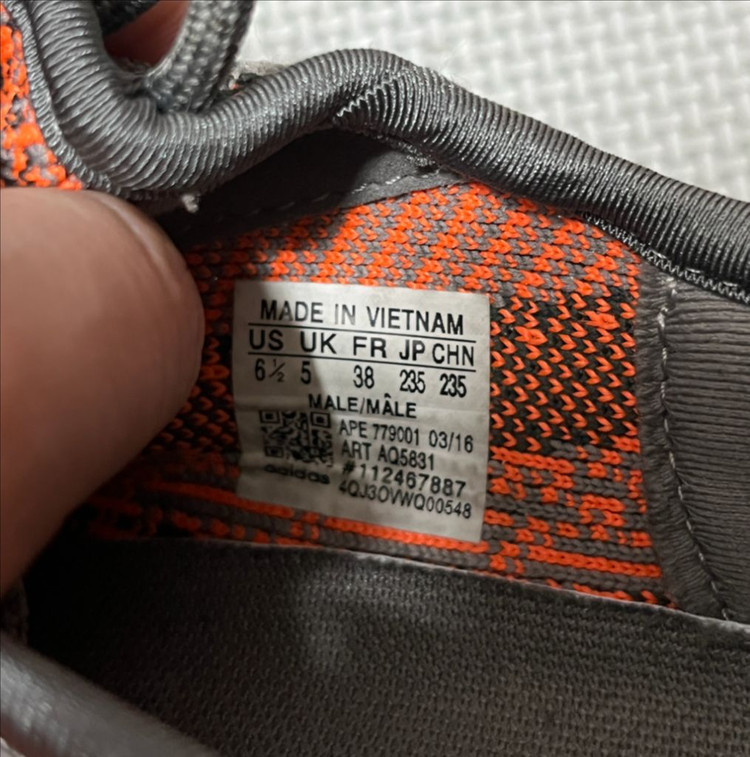 MADE IN VIETNAM
US UK FR JP CHN
6½ 5 38 235 235
MALE/MÂLE
APE 779001 03/16
ART AQ5831
#112467887
adidas
4QJ3OVWQ00548